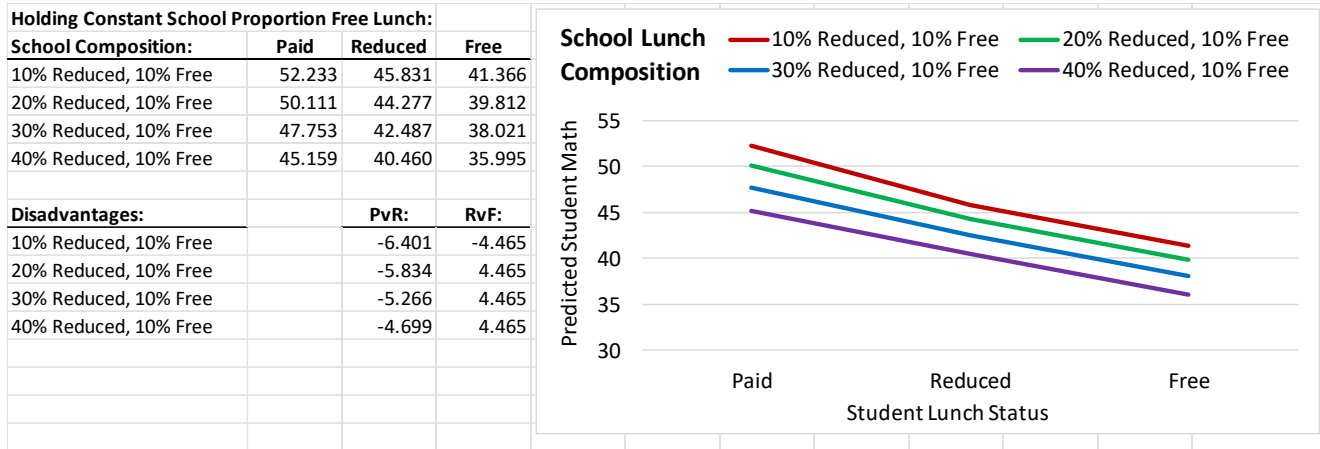 Holding Constant School Proportion Free Lunch:
School Composition: Paid Reduced Free
10% Reduced, 10% Free 52.233 45.831 41.366
20% Reduced, 10% Free 50.111 44.277 39.812
30% Reduced, 10% Free 47.753 42.487 38.021
40% Reduced, 10% Free 45.159 40.460 35.995
Disadvantages: PvR: RvF:
10% Reduced, 10% Free -6.401 -4.465
20% Reduced, 10% Free -5.834 4.465
30% Reduced, 10% Free -5.266 4.465
40% Reduced, 10% Free -4.699 4.465
School Lunch 10% Reduced, 10% Free 20% Reduced, 10% Free
Composition 30% Reduced, 10% Free 40% Reduced, 10% Free
Predicted Student Math
55
50
45
40
35
30
Paid Reduced Free
Student Lunch Status